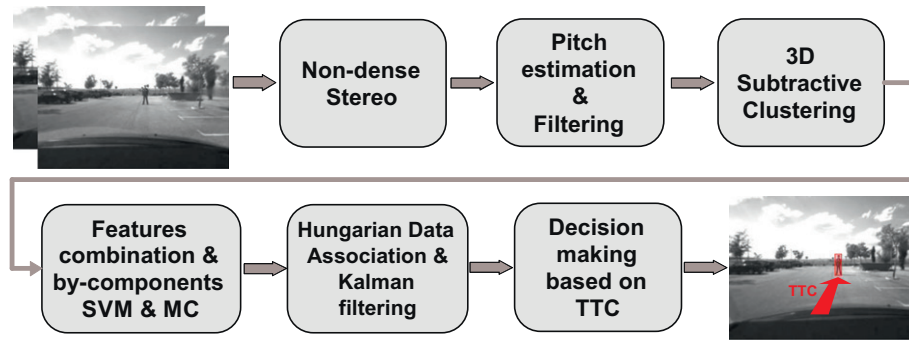 Non-dense
Stereo
Pitch
estimation
&
Filtering
3D
Subtractive
Clustering
Features
combination &
by-components
SVM & MC
Hungarian Data
Association &
Kalman
filtering
Decision
making
based on
TTC
TTC